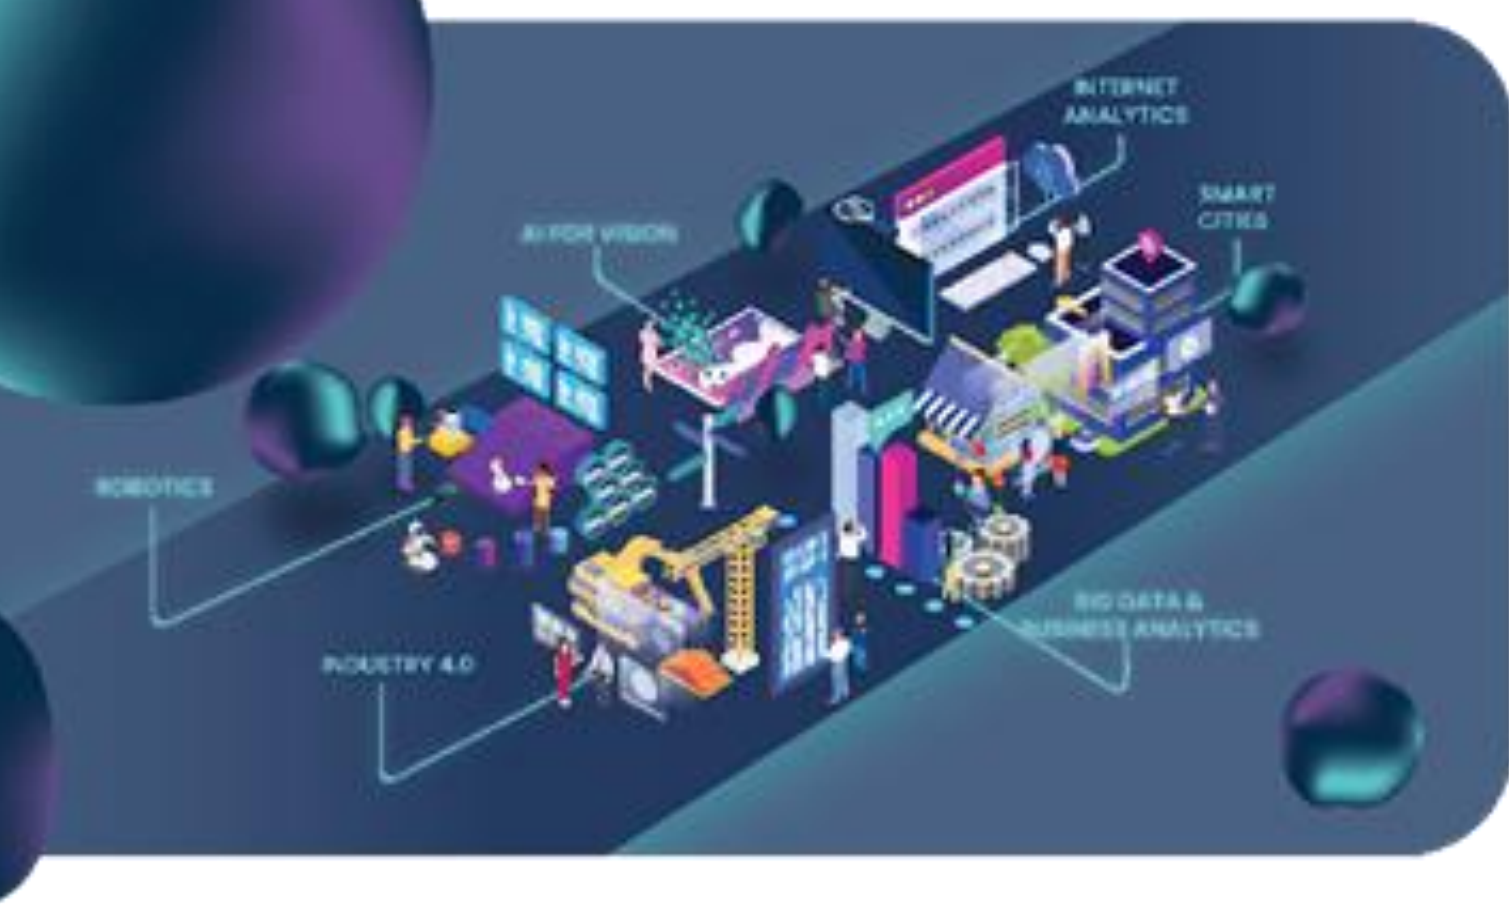 INTERNET
ANALYTICS
SMART
CITIES
AI FOR VISION
ROBOTICS
BIG DATA &
BUSINESS ANALYTICS
INDUSTRY 4.0